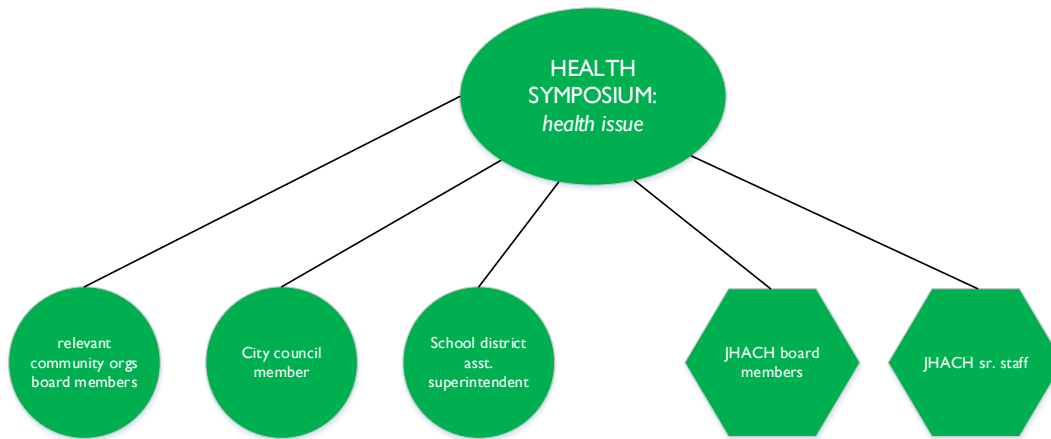 HEALTH
SYMPOSIUM:
health issue
relevant
community orgs
board members
City council
member
School district
asst.
superintendent
JHACH board
members
JHACH sr. staff